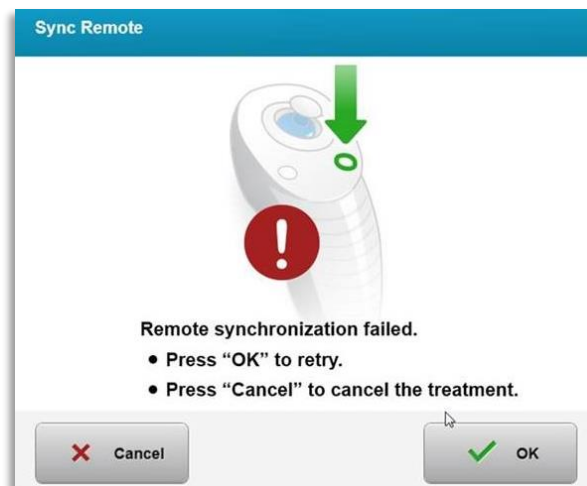 Sync Remote
Remote synchronization failed.
• Press “OK” to retry.
• Press “Cancel” to cancel the treatment.
Cancel
OK